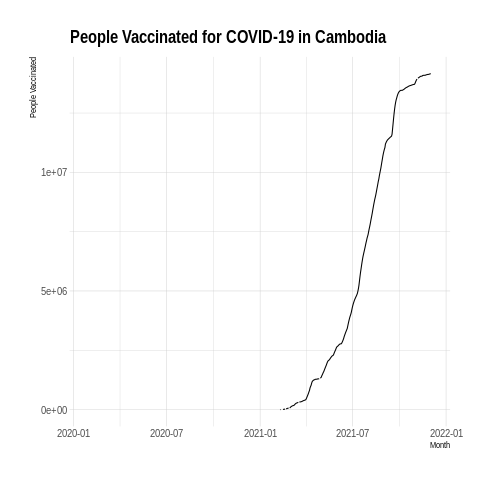 People Vaccinated for COVID-19 in Cambodia
People Vaccinated
1e+07
5e+06
0e+00
2020-01
2020-07
2021-01
2021-07
2022-01
Month